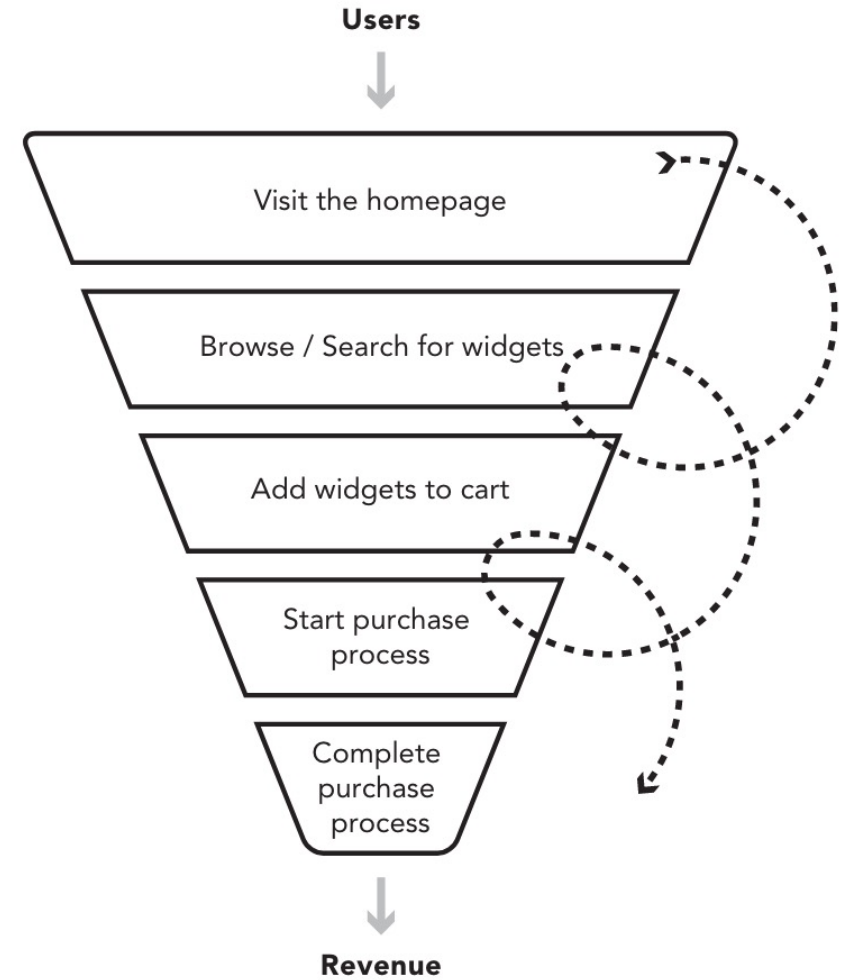 Users
Visit the homepage
Browse / Search for widgets
Add widgets to cart
Start purchase
process
Complete
purchase
process
Revenue